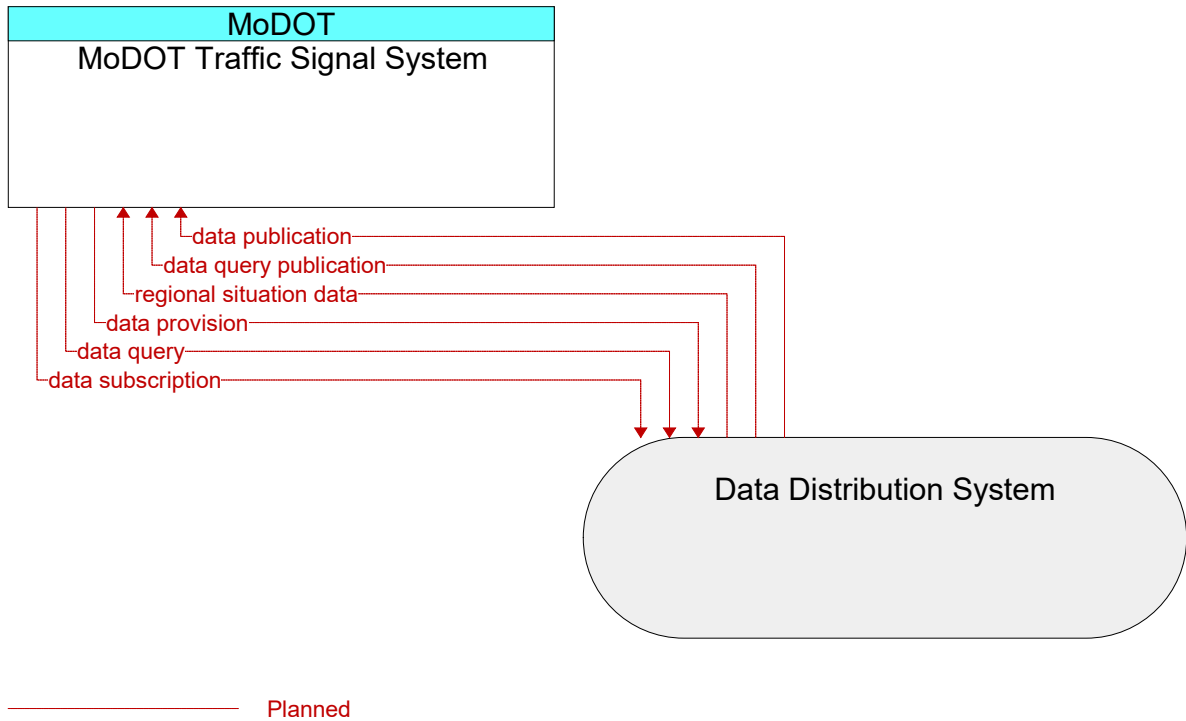 MoDOT
MoDOT Traffic Signal System
data publication
data query publication
regional situation data
data provision
data query
data subscription
Data Distribution System
Planned